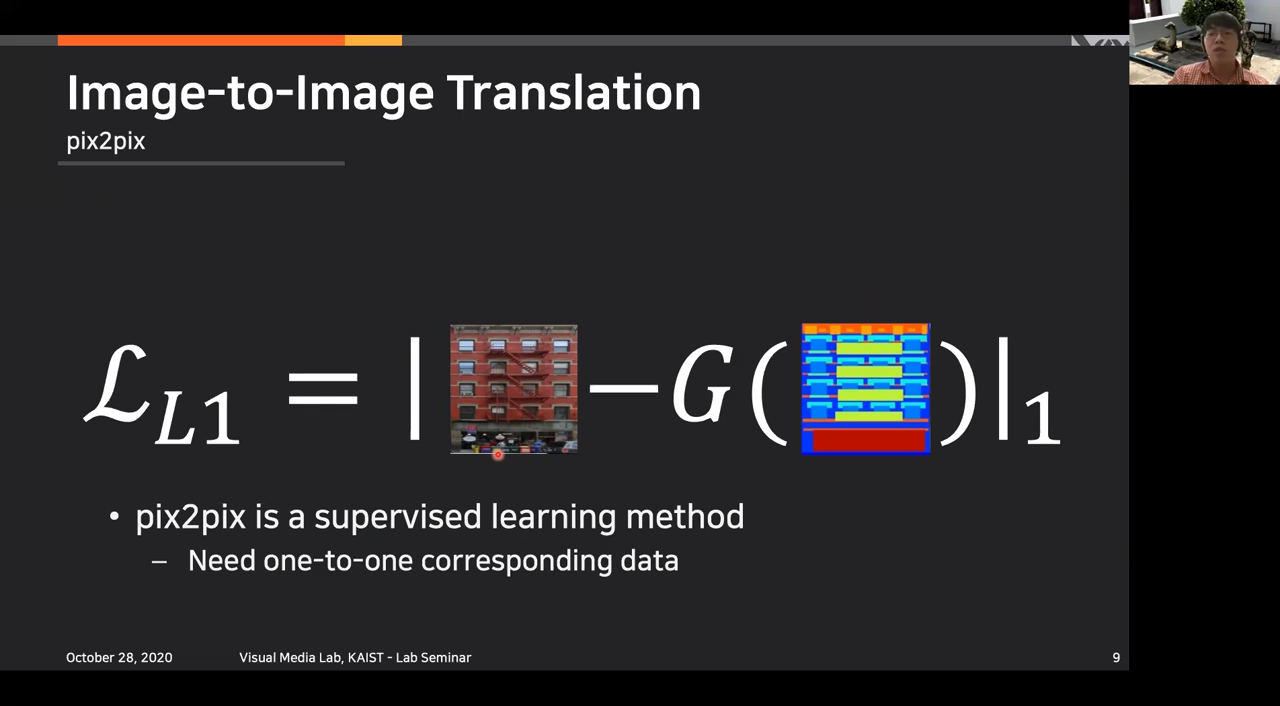 Image-to-Image Translation
pix2pix
ℒL1 = | − G( )|1
• pix2pix is a supervised learning method
– Need one-to-one corresponding data
October 28, 2020 Visual Media Lab, KAIST - Lab Seminar 9